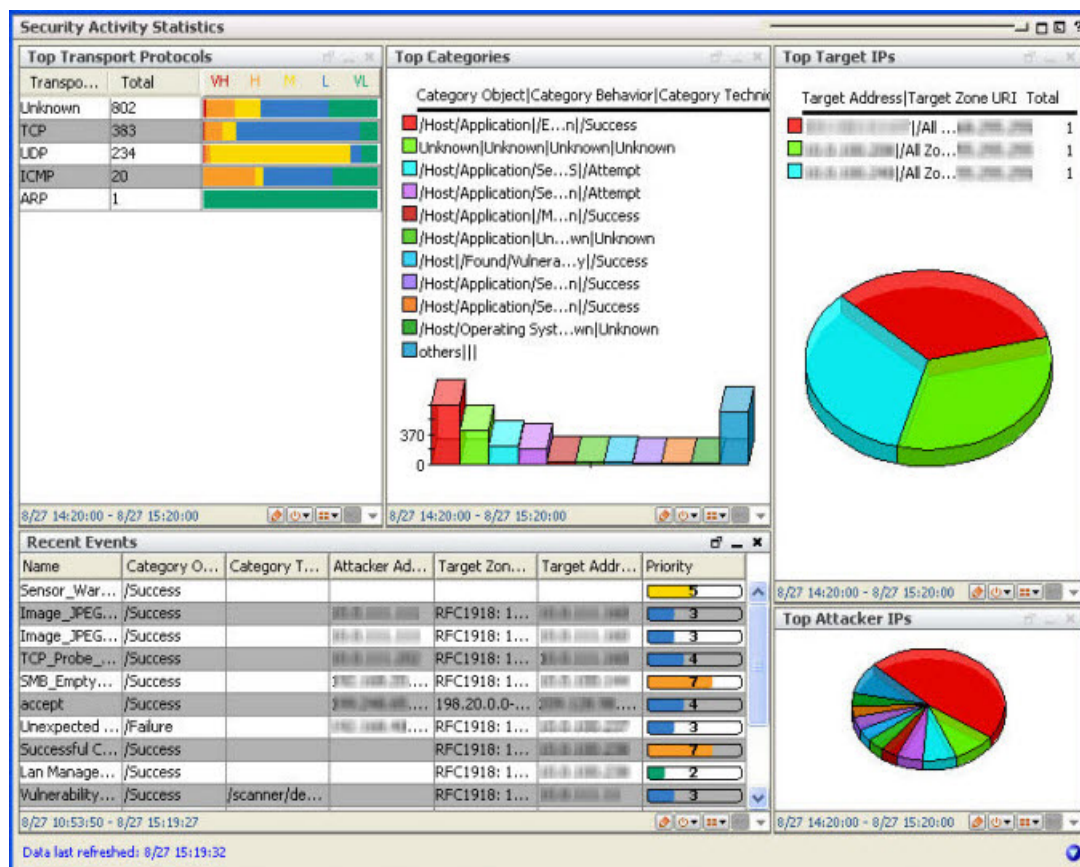 Security Activity Statistics
Top Transport Protocols
Transpo... Total VH H M L VL
Unknown 802
TCP 383
UDP 234
ICMP 20
ARP 1
8/27 14:20:00 - 8/27 15:20:00
Top Categories
Category Object|Category Behavior|Category Techni
/Host/Application|/E...n|/Success
Unknown|Unknown|Unknown|Unknown
/Host/Application/Se...S|/Attempt
/Host/Application/Se...n|/Attempt
/Host/Application|/M...n|/Success
/Host/Application|Un...wn|Unknown
/Host|/Found/Vulnera...y|/Success
/Host/Application/Se...n|/Success
/Host/Application/Se...n|/Success
/Host/Operating Syst...wn|Unknown
others|||
370
0
8/27 14:20:00 - 8/27 15:20:00
Top Target IPs
Target Address|Target Zone URI Total
|/All ... 1
|/All Zo... 1
|/All Zo... 1
8/27 14:20:00 - 8/27 15:20:00
Recent Events
Name Category O... Category T... Attacker Ad... Target Zon... Target Addr... Priority
Sensor_War... /Success 5
Image_JPEG... /Success RFC1918: 1... 3
Image_JPEG... /Success RFC1918: 1... 3
TCP_Probe_... /Success RFC1918: 1... 4
SMB_Empty... /Success RFC1918: 1... 7
accept /Success 198.20.0.0-... 4
Unexpected ... /Failure RFC1918: 1... 3
Successful C... /Success RFC1918: 1... 7
Lan Manage... /Success RFC1918: 1... 2
Vulnerability... /Success /scanner/de... RFC1918: 1... 3
8/27 10:53:50 - 8/27 15:19:27
Top Attacker IPs
8/27 14:20:00 - 8/27 15:20:00
Data last refreshed: 8/27 15:19:32